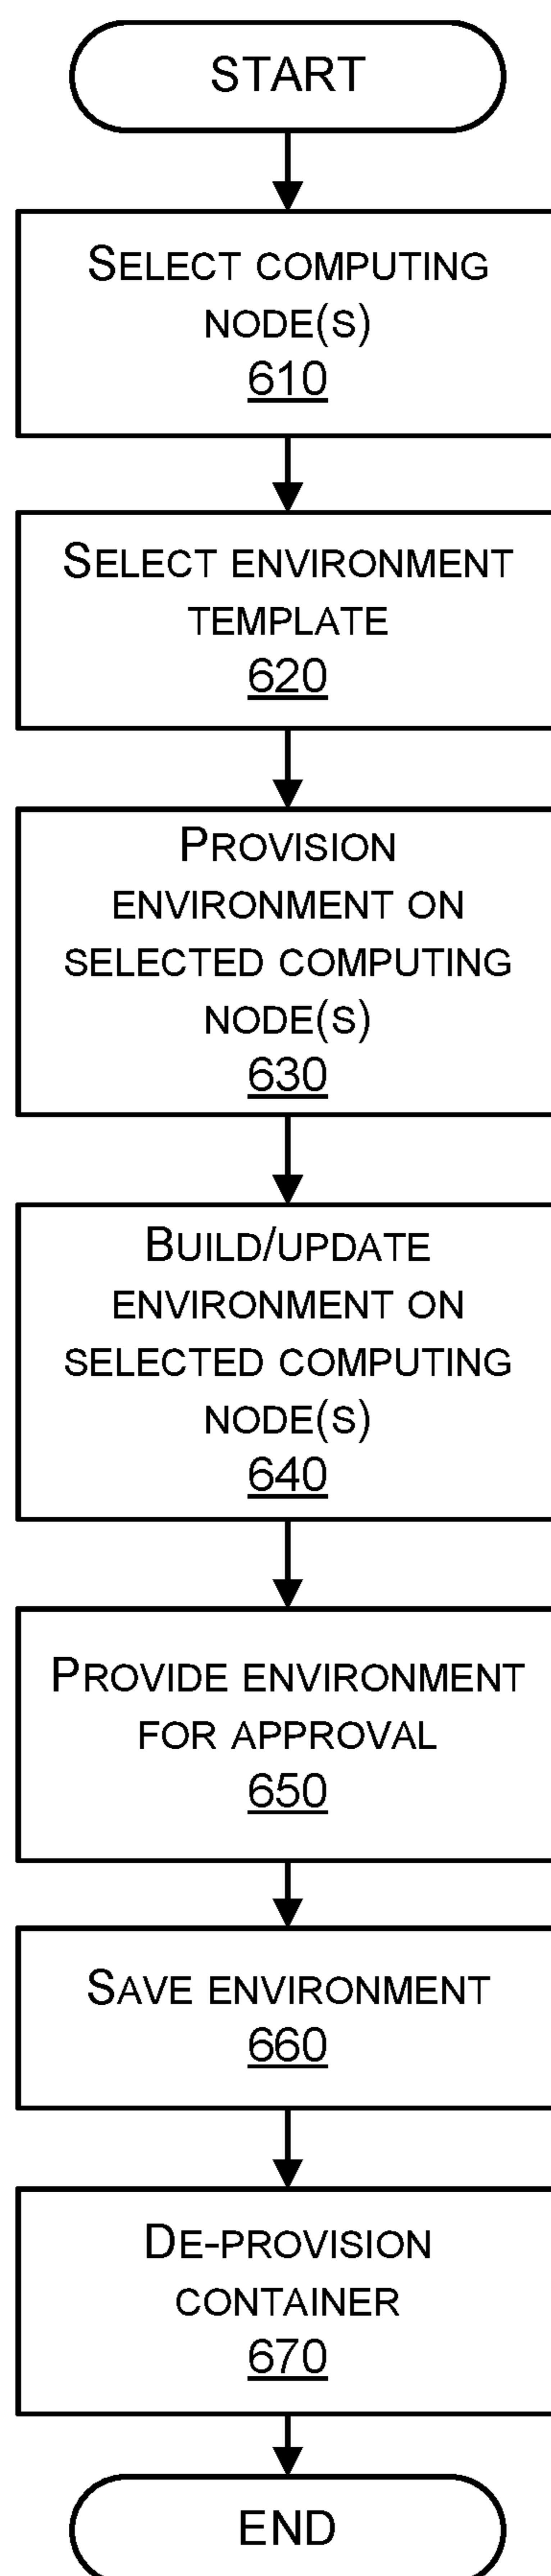 START
SELECT COMPUTING
NODE(S)
610
SELECT ENVIRONMENT
TEMPLATE
620
PROVISION
ENVIRONMENT ON
SELECTED COMPUTING
NODE(S)
630
BUILD/UPDATE
ENVIRONMENT ON
SELECTED COMPUTING
NODE(S)
640
PROVIDE ENVIRONMENT
FOR APPROVAL
650
SAVE ENVIRONMENT
660
DE-PROVISION
CONTAINER
670
END